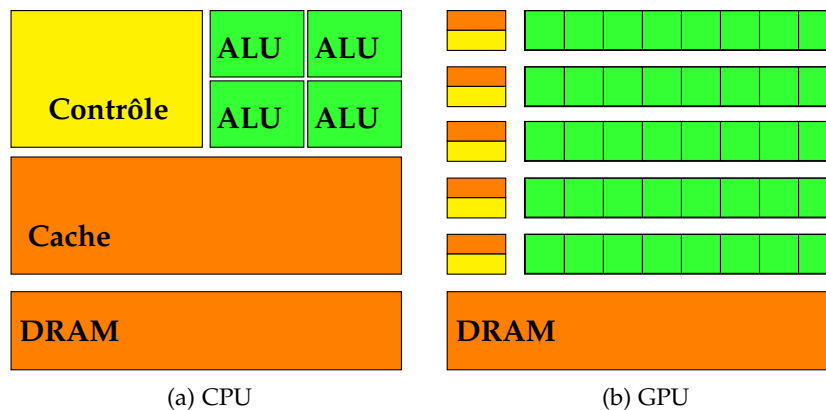 ALU ALU
Contrôle
ALU ALU
Cache
DRAM
DRAM
(a) CPU
(b) GPU